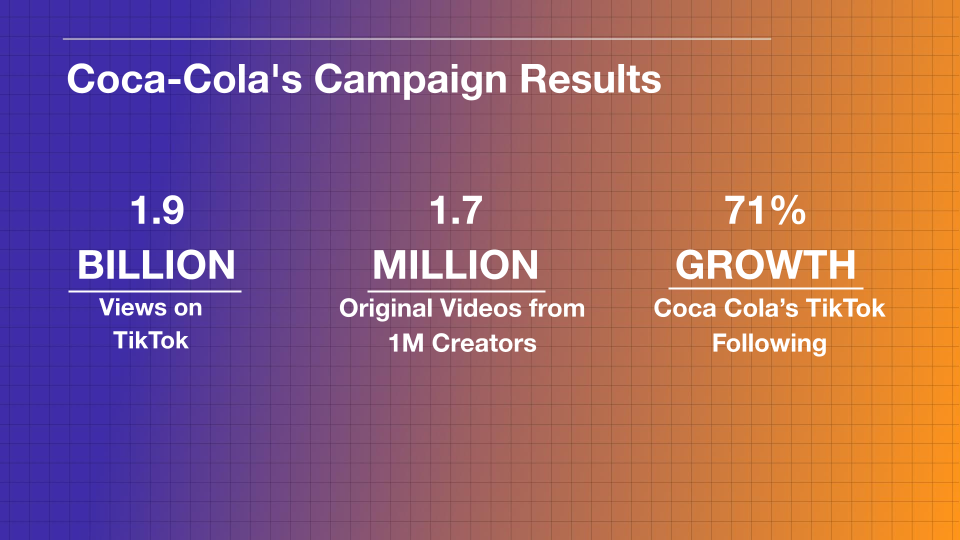 Coca-Cola's Campaign Results
1.9
BILLION
Views on
TikTok
1.7
MILLION
Original Videos from
1M Creators
71%
GROWTH
Coca Cola’s TikTok
Following